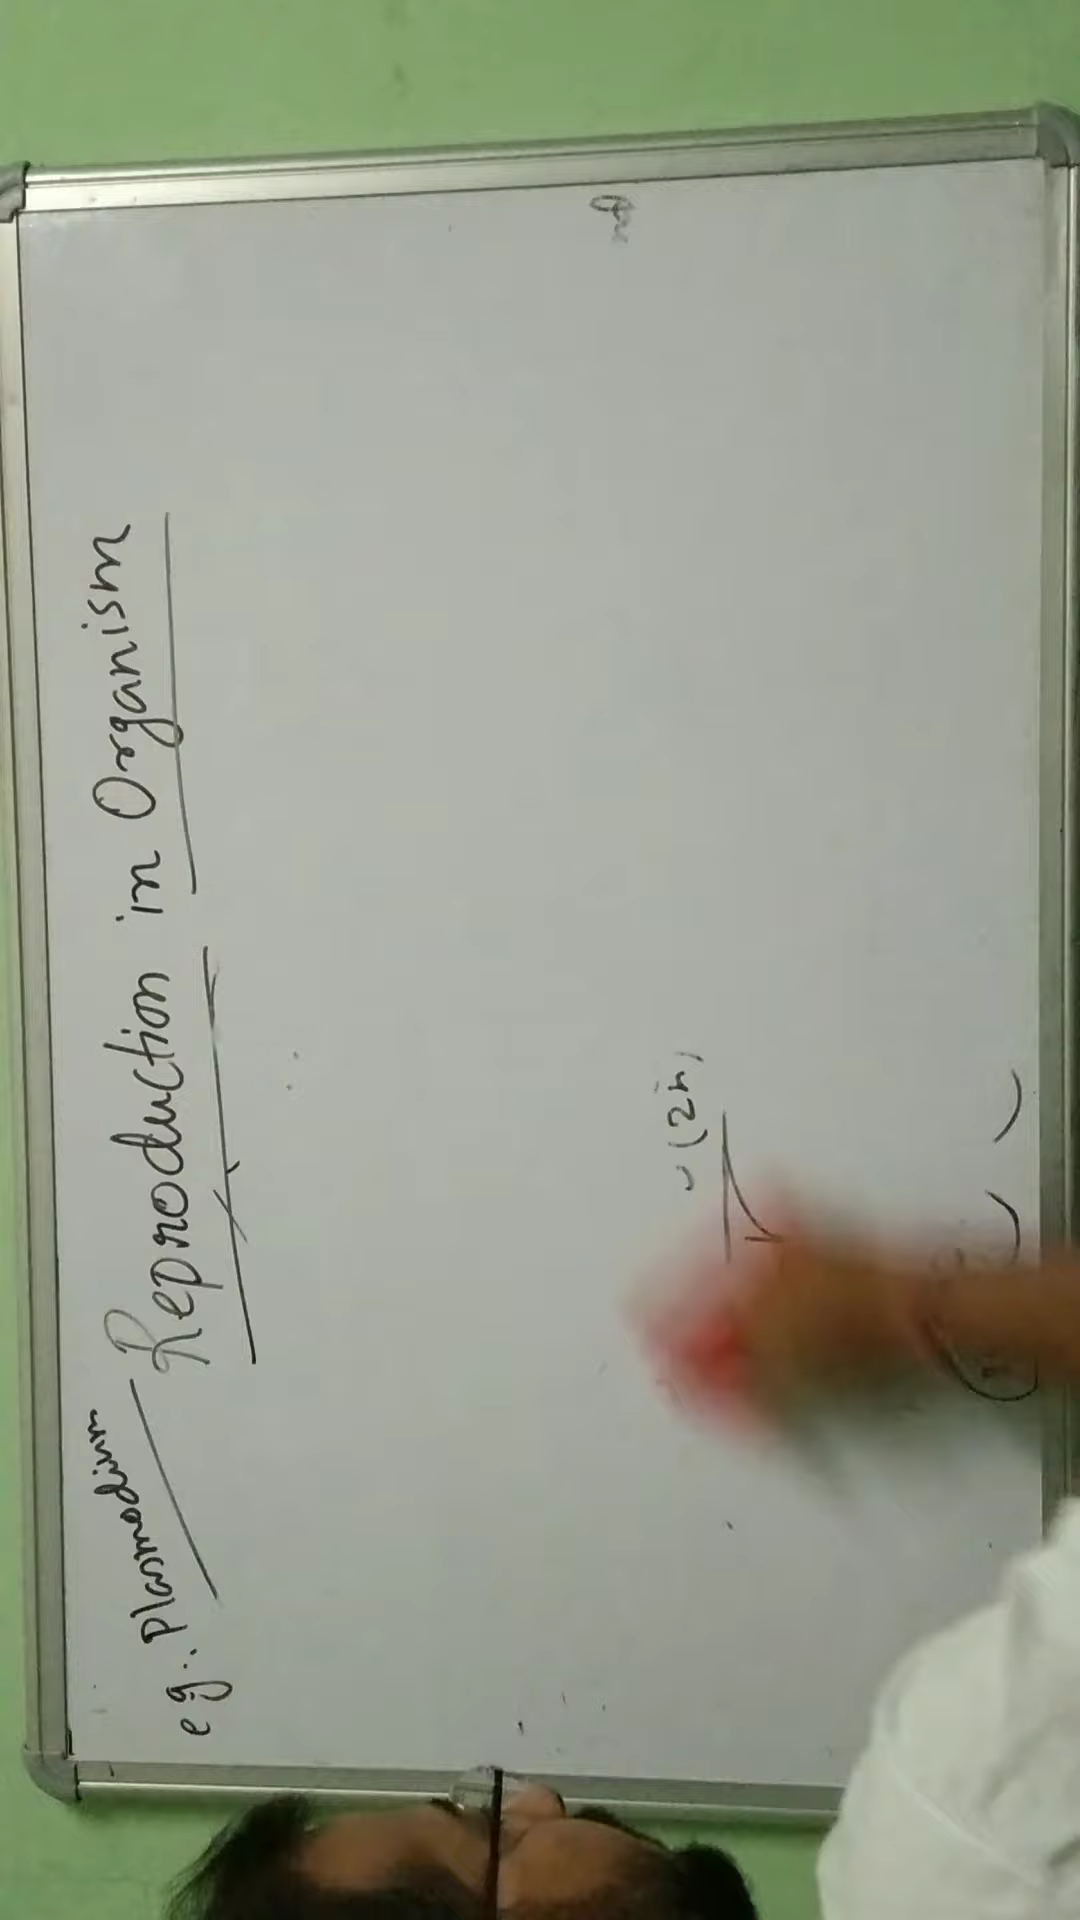 Reproduction in Organism
e.g. Plasmodium
(2n)